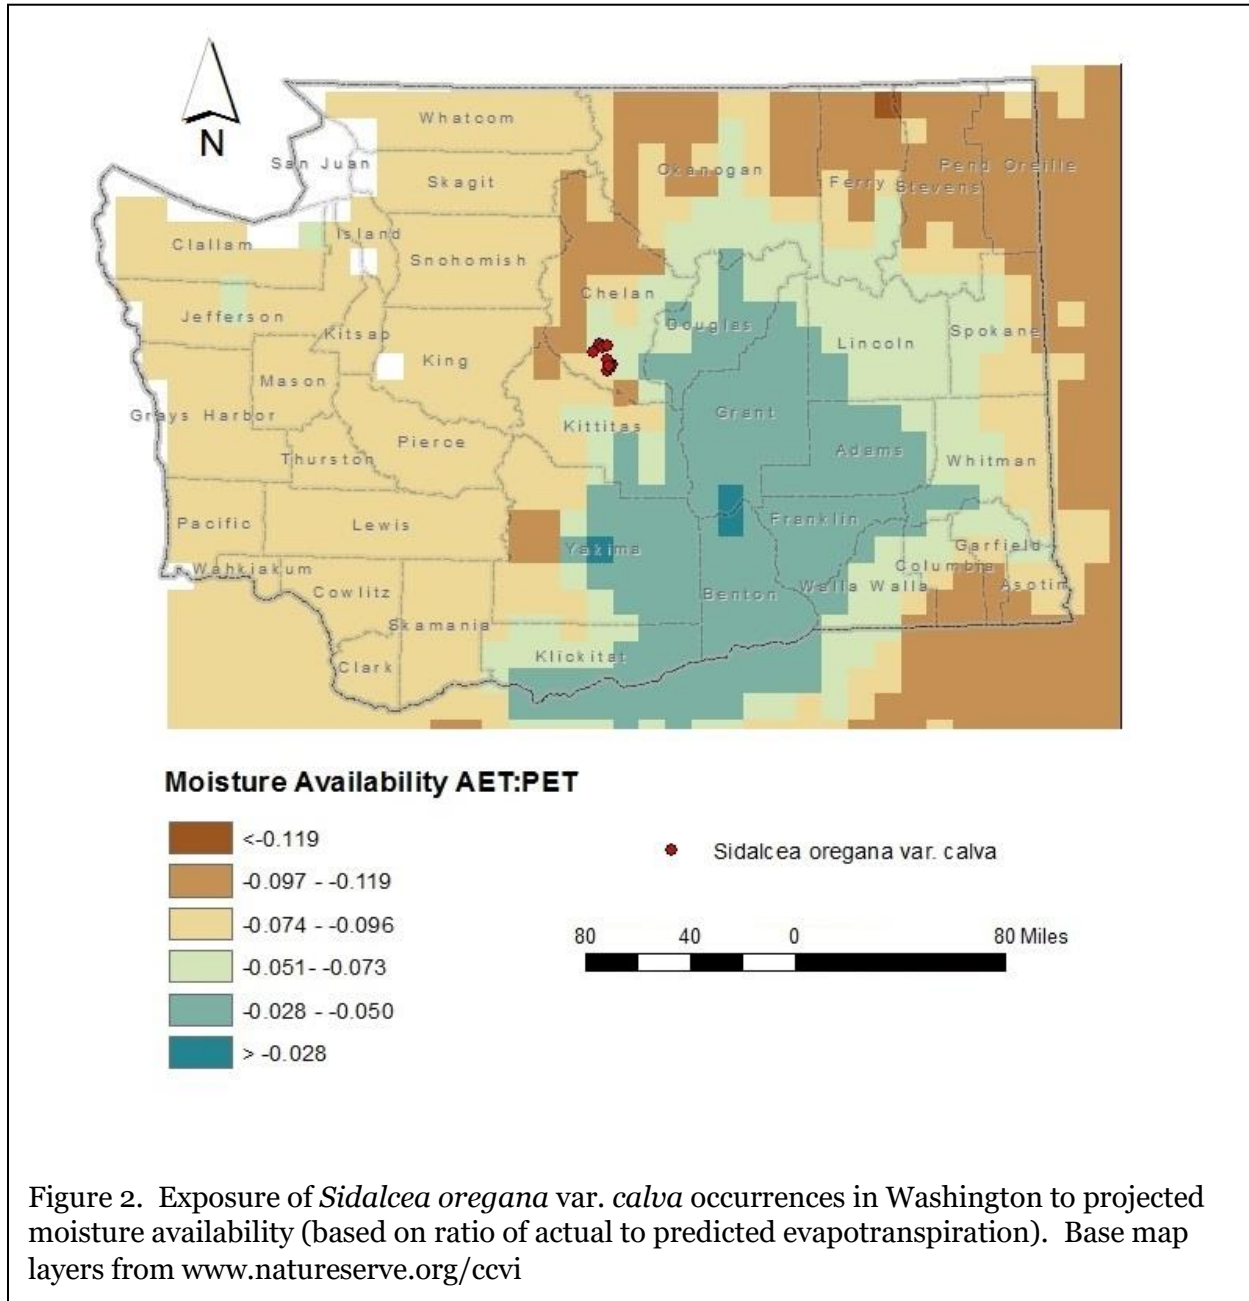 N
Whatcom
San Juan
Skagit
Okanogan
Ferry
Stevens
Pend Oreille
Clallam
Island
Snohomish
Chelan
Jefferson
Kitsap
King
Douglas
Lincoln
Spokane
Mason
Grays Harbor
Grant
Kittitas
Pierce
Thurston
Adams
Whitman
Pacific
Lewis
Yakima
Franklin
Garfield
Wahkiakum
Columbia
Cowlitz
Benton
Walla Walla
Asotin
Skamania
Clark
Klickitat
Moisture Availability AET:PET
<-0.119
-0.097 - -0.119
-0.074 - -0.096
-0.051- -0.073
-0.028 - -0.050
> -0.028
Sidalcea oregana var. calva
80 40 0 80 Miles
Figure 2. Exposure of Sidalcea oregana var. calva occurrences in Washington to projected
moisture availability (based on ratio of actual to predicted evapotranspiration). Base map
layers from www.natureserve.org/ccvi